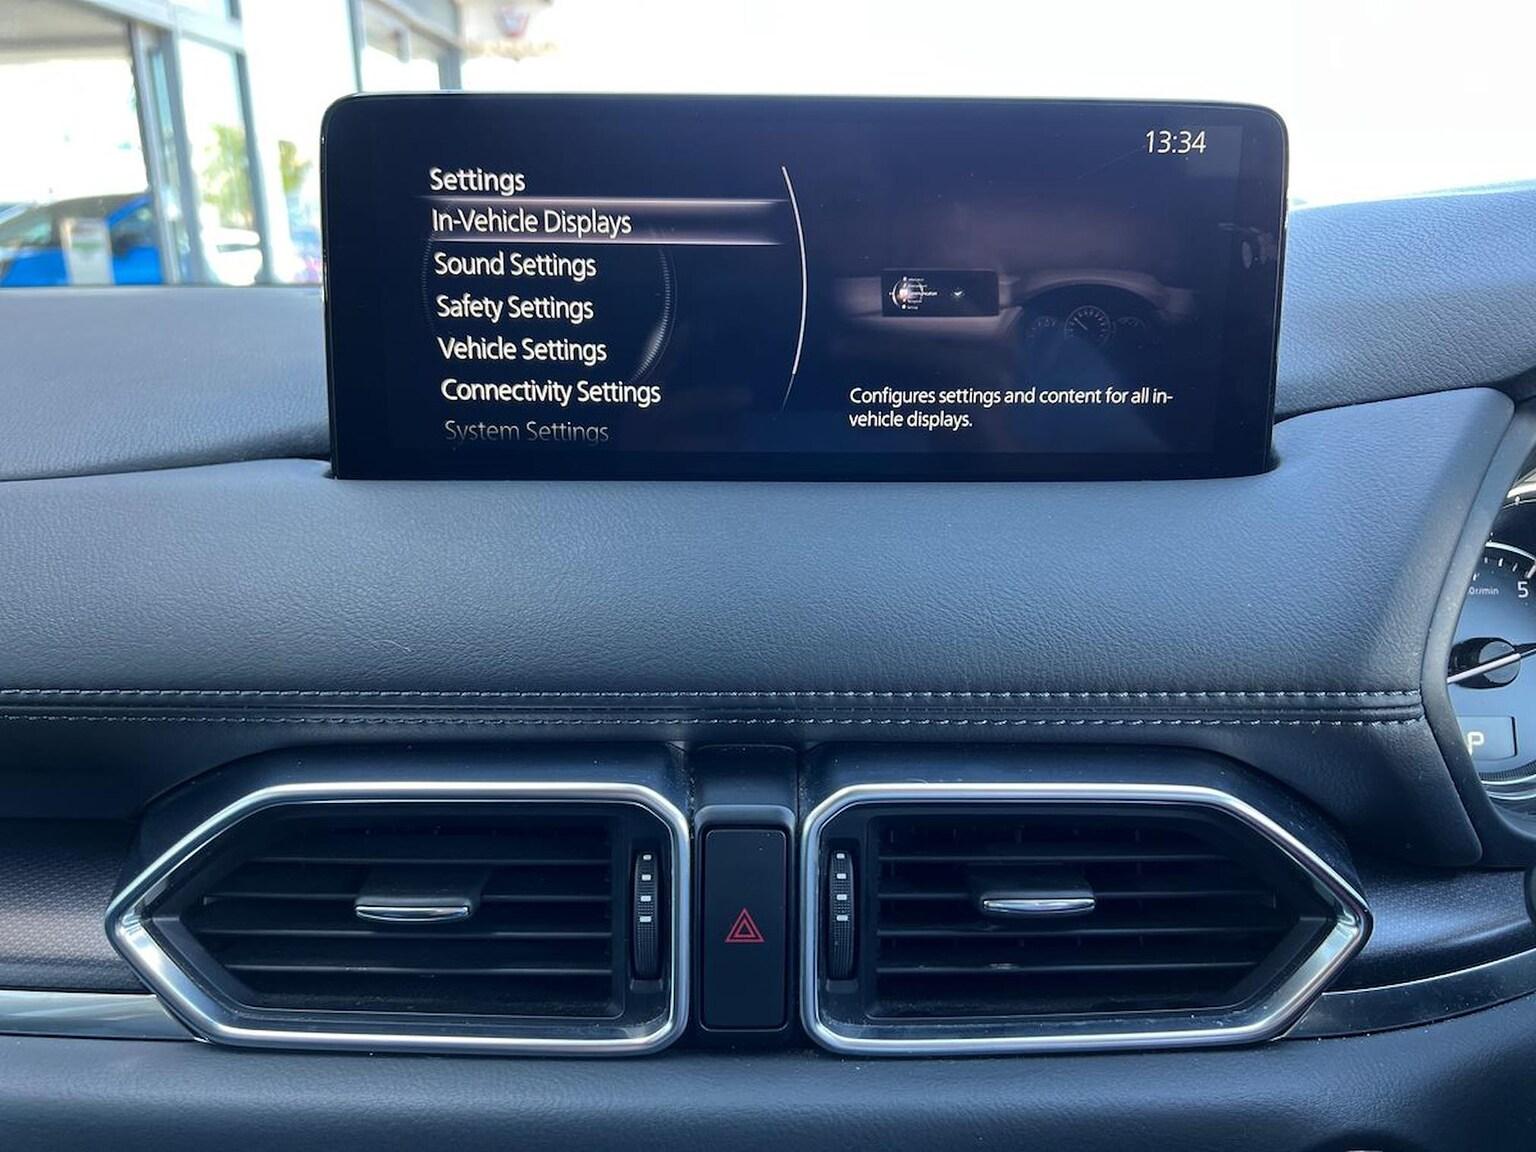 13:34
Settings
In-Vehicle Displays
Sound Settings
Safety Settings
Vehicle Settings
Connectivity Settings
System Settings
Configures settings and content for all in-
vehicle displays.
5
P